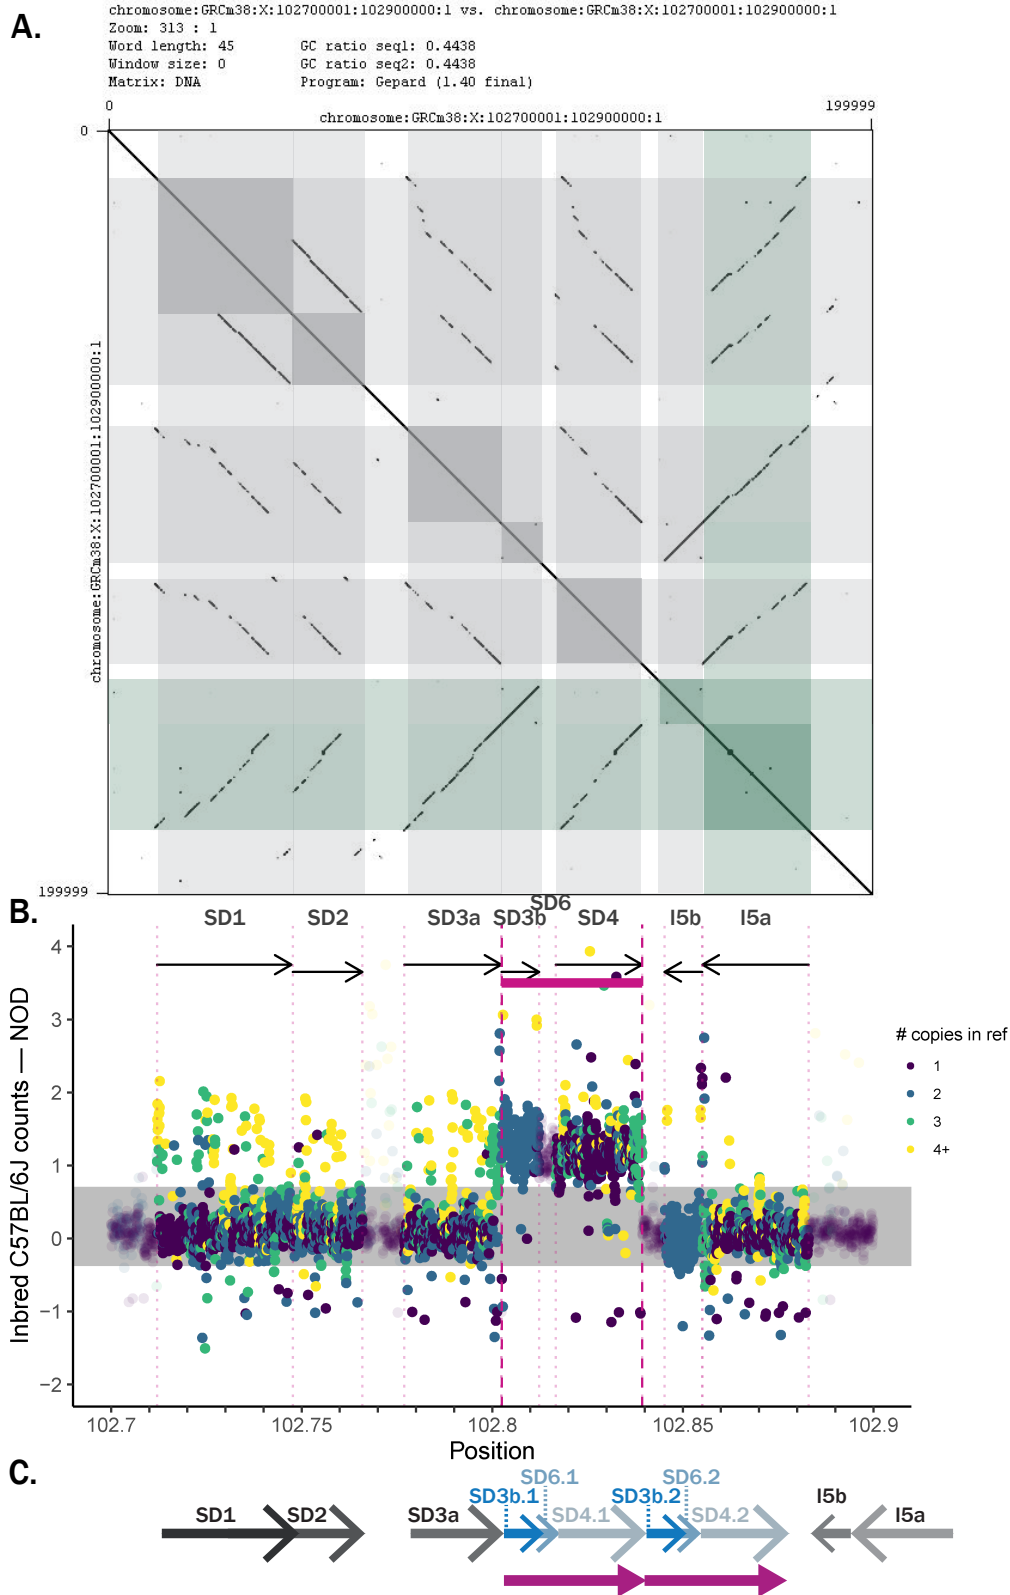 A.
chromosome:GRCm38:X:102700001:102900000:1 vs. chromosome:GRCm38:X:102700001:102900000:1
Zoom: 313 : 1
Word length: 45 GC ratio seq1: 0.4438
Window size: 0 GC ratio seq2: 0.4438
Matrix: DNA Program: Gepard (1.40 final)
0 199999
chromosome:GRCm38:X:102700001:102900000:1
0
chromosome:GRCm38:X:102700001:102900000:1
199999
B.
SD6
SD1 SD2 SD3a SD3b SD4 I5b I5a
4
3
2
1
0
−1
−2
Inbred C57BL/6J counts — NOD
# copies in ref
1
2
3
4+
102.7 102.75 102.8 102.85 102.9
Position
C.
SD6.1 SD6.2
SD3b.1 SD3b.2 I5b
SD1 SD2 SD3a SD4.1 SD4.2 I5a